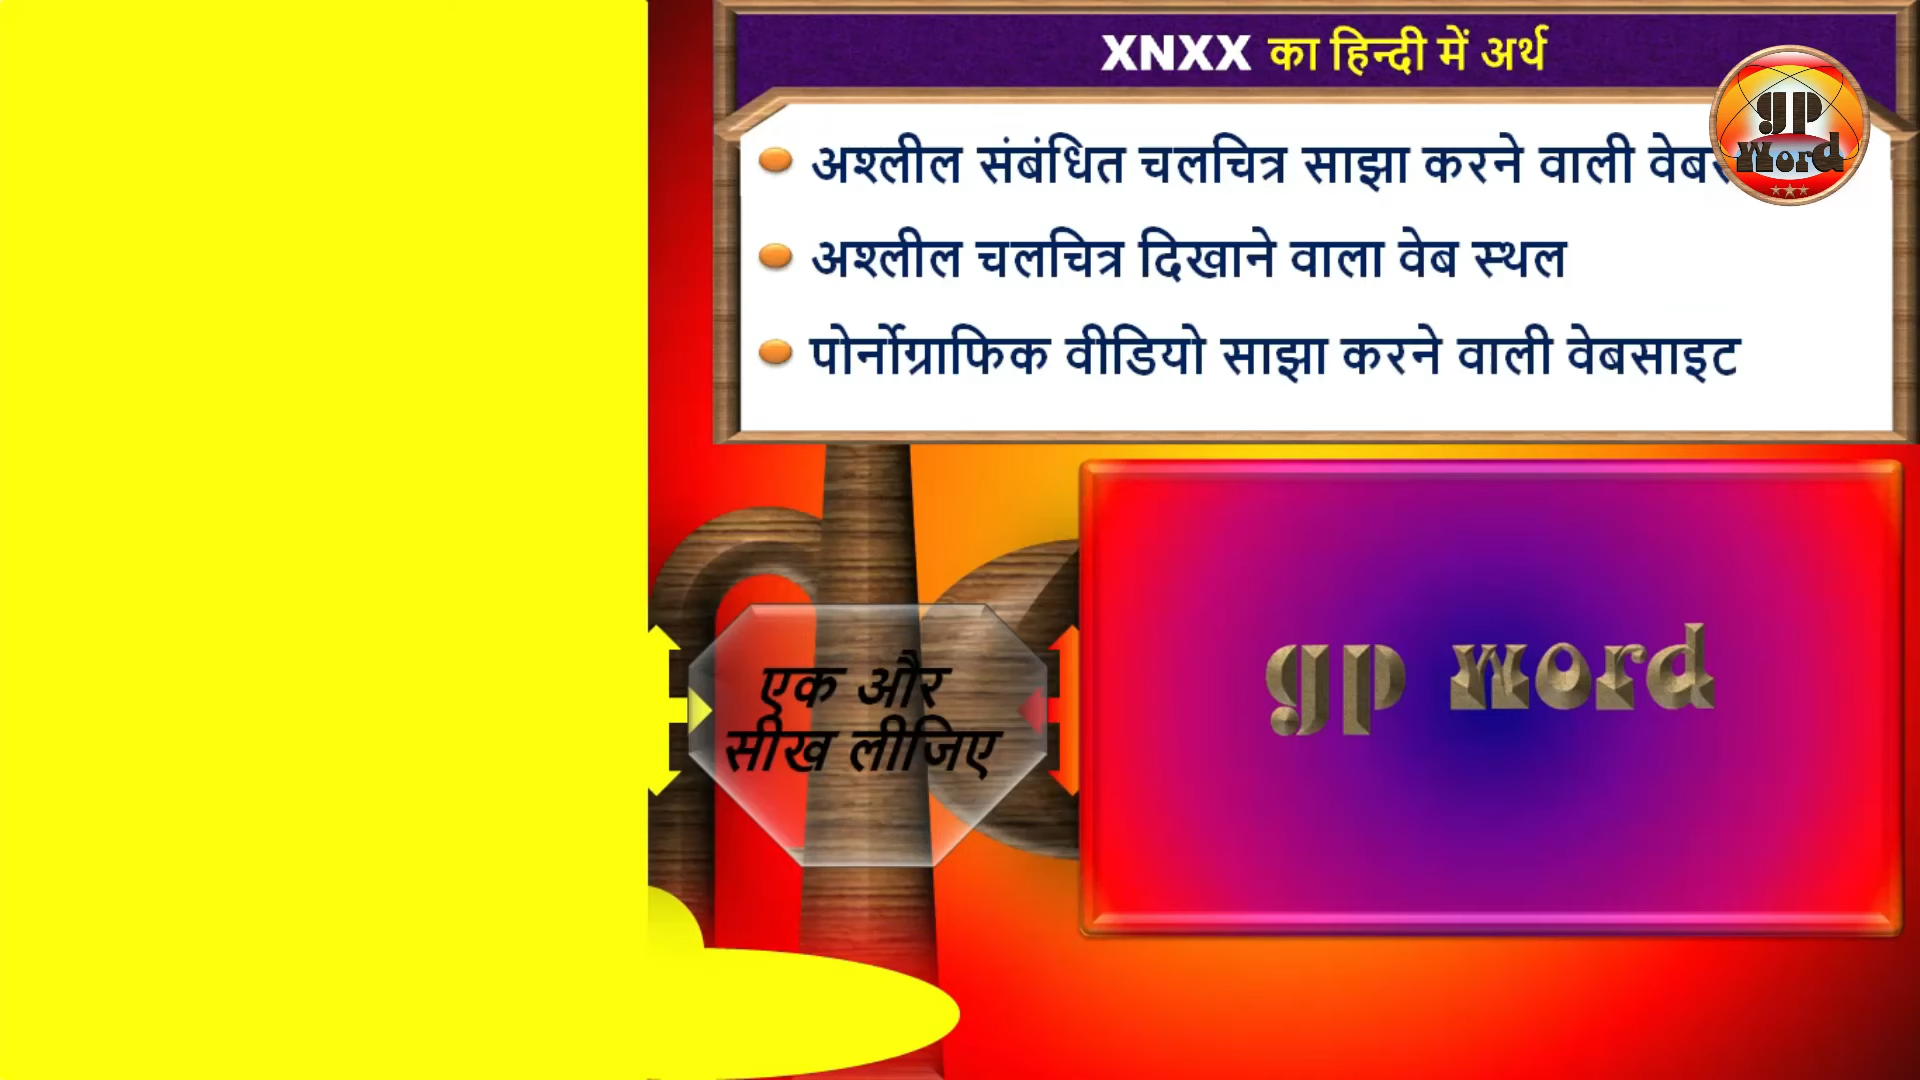 XNXX का हिन्दी में अर्थ
gp
word
अश्लील संबंधित चलचित्र साझा करने वाली
अश्लील चलचित्र दिखाने वाला वेब स्थल
पोर्नोग्राफिक वीडियो साझा करने वाली वेबसाइट
एक और
सीख लीजिए
gp word